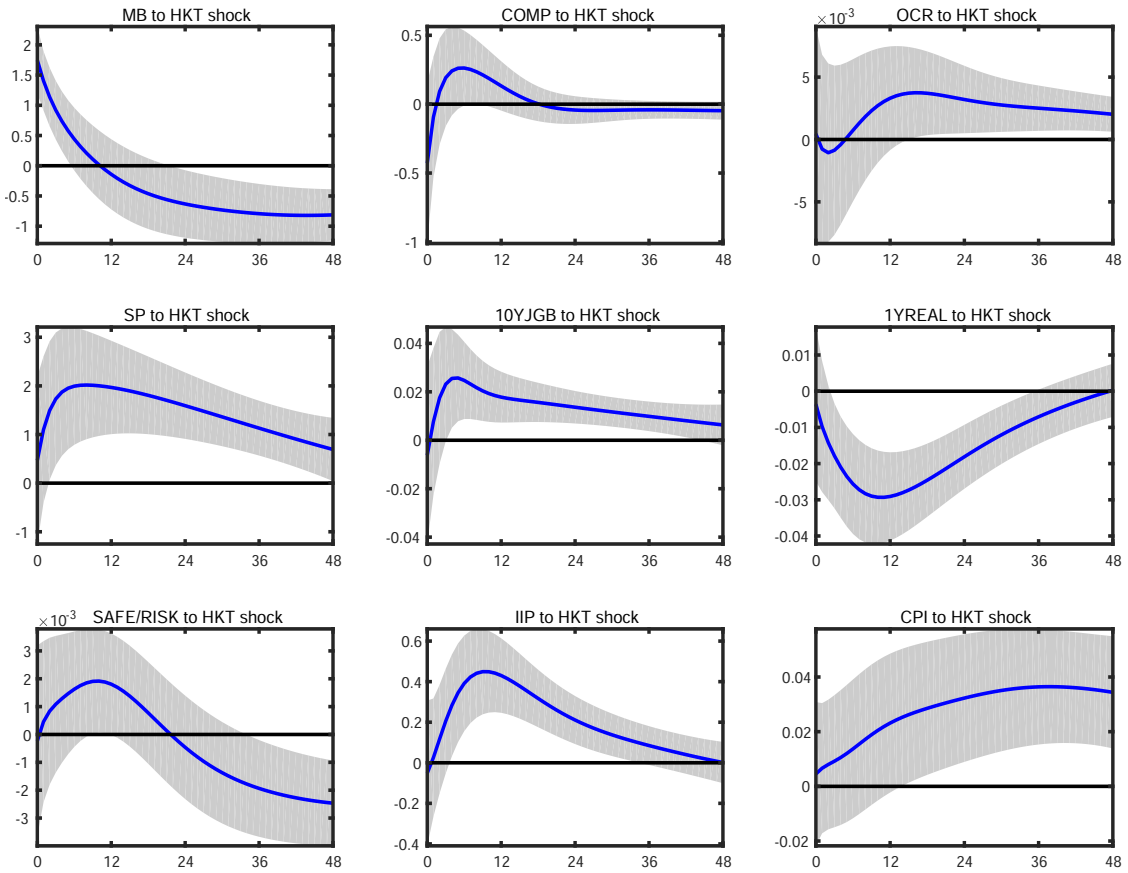 MB to HKT shock
2
1.5
1
0.5
0
-0.5
-1
0 12 24 36 48
COMP to HKT shock
0.5
0
-0.5
-1
0 12 24 36 48
OCR to HKT shock
×10-3
5
0
-5
0 12 24 36 48
SP to HKT shock
3
2
1
0
-1
0 12 24 36 48
10YJGB to HKT shock
0.04
0.02
0
-0.02
-0.04
0 12 24 36 48
1YREAL to HKT shock
0.01
0
-0.01
-0.02
-0.03
-0.04
0 12 24 36 48
SAFE/RISK to HKT shock
×10-3
3
2
1
0
-1
-2
-3
0 12 24 36 48
IIP to HKT shock
0.6
0.4
0.2
0
-0.2
-0.4
0 12 24 36 48
CPI to HKT shock
0.04
0.02
0
-0.02
0 12 24 36 48